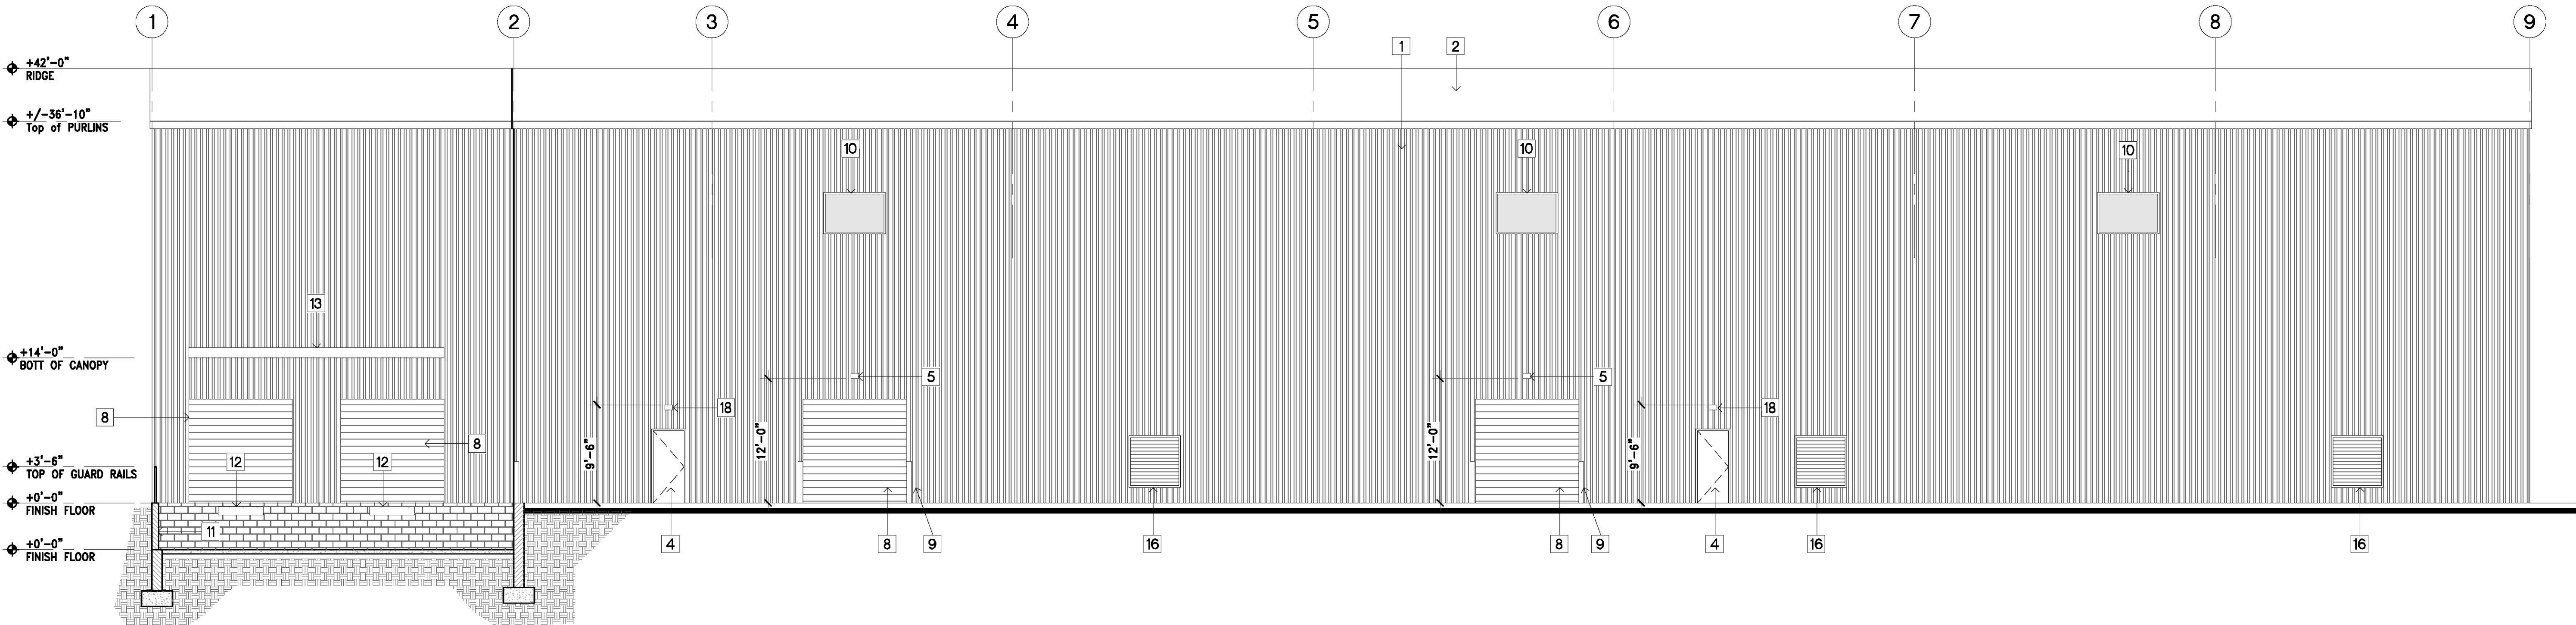 1 2 3 4 5 6 7 8 9
1 2
+42'-0"
RIDGE
+/-36'-10"
Top of PURLINS
10 10 10
13
+14'-0"
BOTT OF CANOPY
5 5
18 18
8
8
9'-6" 12'-0" 12'-0" 9'-6"
12 12
+3'-6"
TOP OF GUARD RAILS
+0'-0"
FINISH FLOOR
11
4 8 9 16 8 9 4 16 16
+0'-0"
FINISH FLOOR